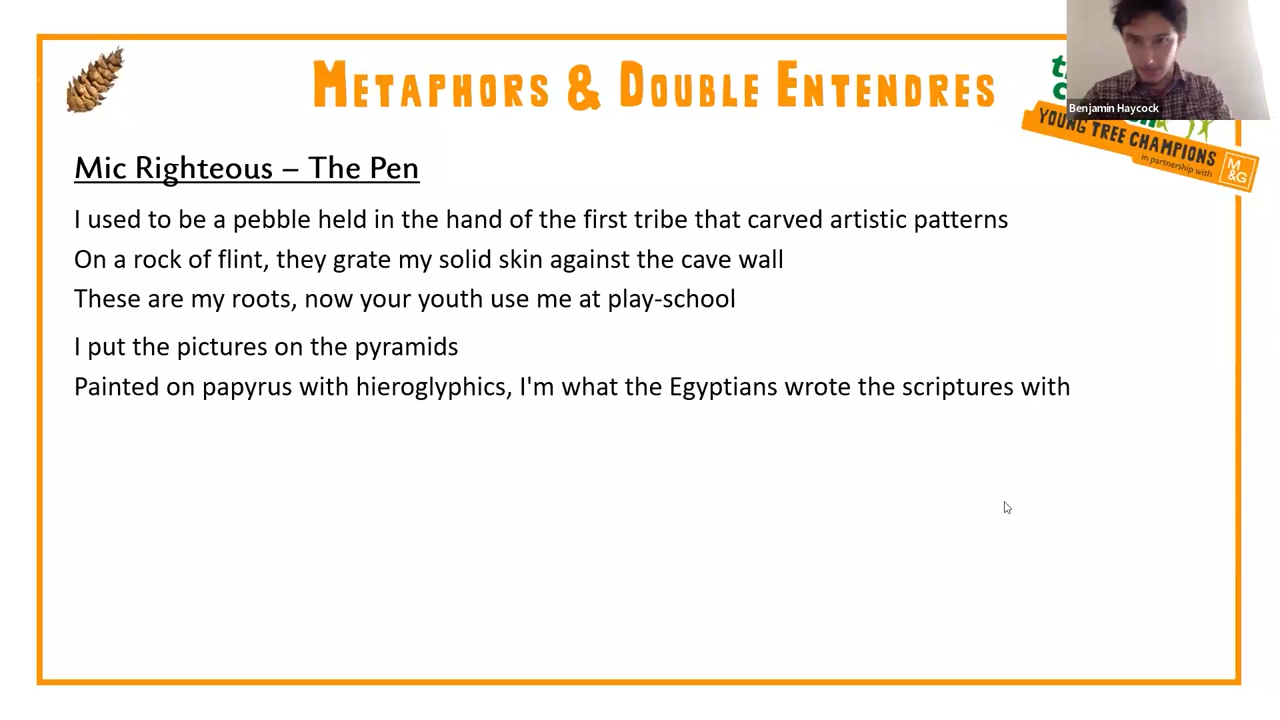 METAPHORS & DOUBLE ENTENDRES
Benjamin Haycock
YOUNG TREE CHAMPIONS
in partnership with
M
&G
Mic Righteous – The Pen
I used to be a pebble held in the hand of the first tribe that carved artistic patterns
On a rock of flint, they grate my solid skin against the cave wall
These are my roots, now your youth use me at play-school
I put the pictures on the pyramids
Painted on papyrus with hieroglyphics, I'm what the Egyptians wrote the scriptures with